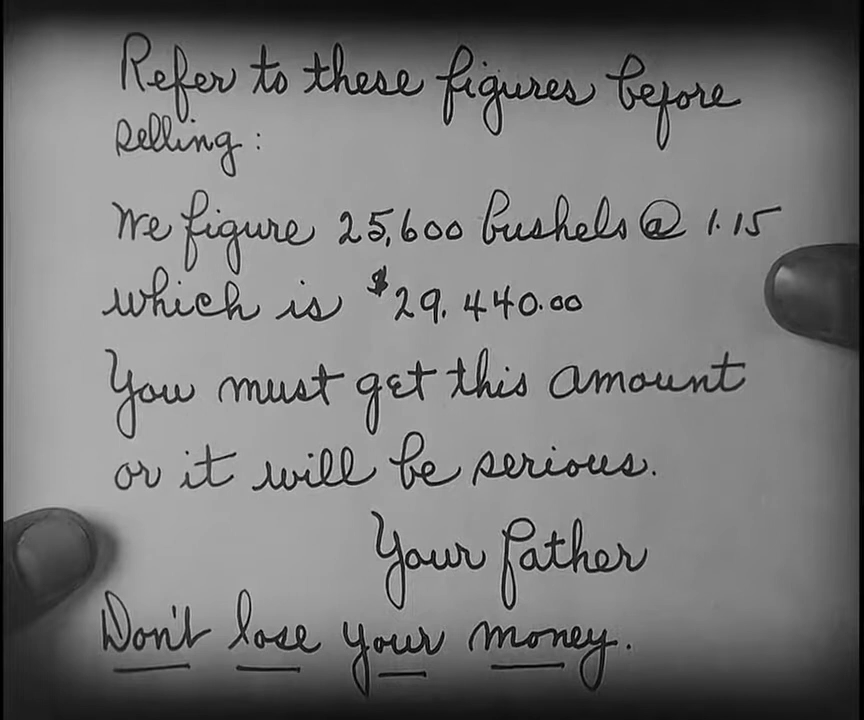 Refer to these figures before
selling:
We figure 25,600 bushels @ 1.15
which is $29,440.00
You must get this amount
or it will be serious.
Your father
Don't lose your money.